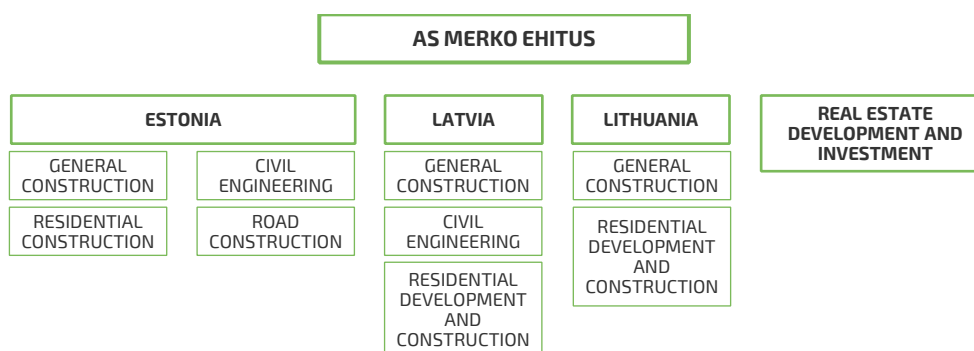 AS MERKO EHITUS
ESTONIA
GENERAL
CONSTRUCTION
CIVIL
ENGINEERING
RESIDENTIAL
CONSTRUCTION
ROAD
CONSTRUCTION
LATVIA
GENERAL
CONSTRUCTION
CIVIL
ENGINEERING
RESIDENTIAL
DEVELOPMENT
AND
CONSTRUCTION
LITHUANIA
GENERAL
CONSTRUCTION
RESIDENTIAL
DEVELOPMENT
AND
CONSTRUCTION
REAL ESTATE
DEVELOPMENT AND
INVESTMENT